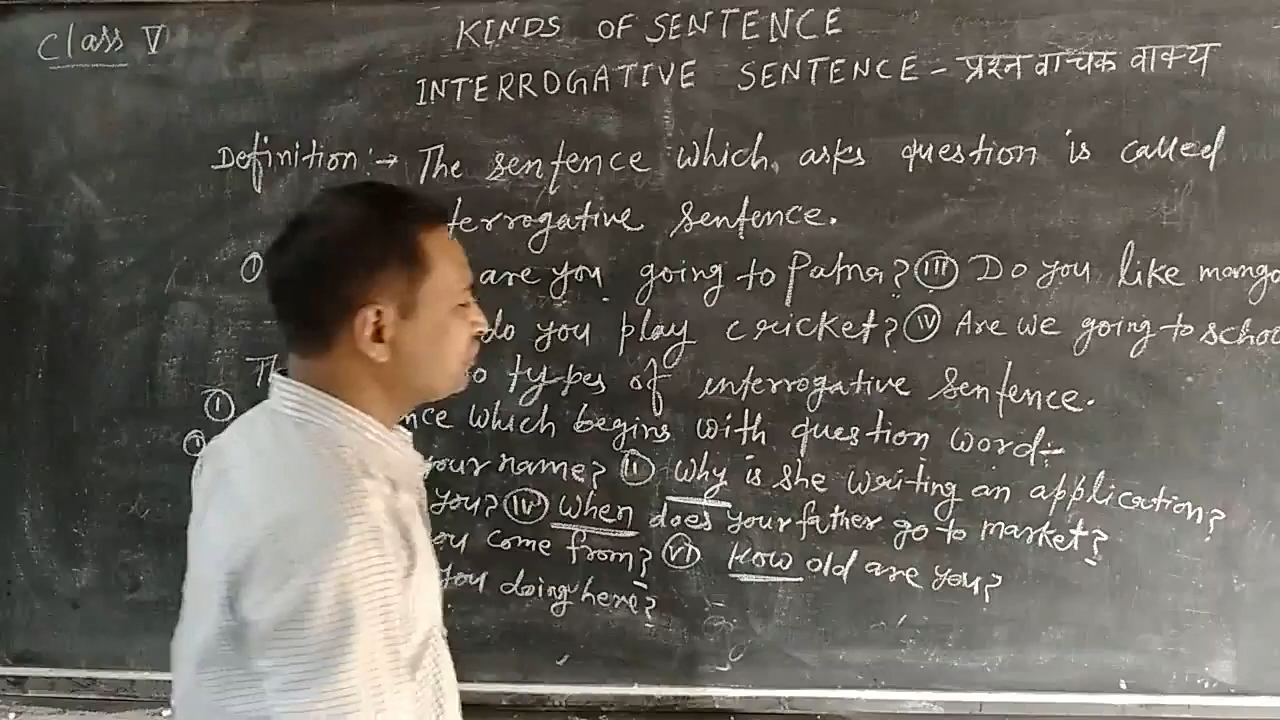 Class V
KINDS OF SENTENCE
INTERROGATIVE SENTENCE - प्रश्न वाचक वाक्य
Definition:→ The sentence which asks question is called
terrogative sentence.
① are you going to Patna? (III) Do you like mango
do you play cricket? (IV) Are we going to schoo
Th o types of interrogative sentence.
① nce which begins with question word:-
your name? (II) Why is she writing an application?
you? (IV) When does your father go to market?
ou come from? (VI) How old are you?
you doing here?